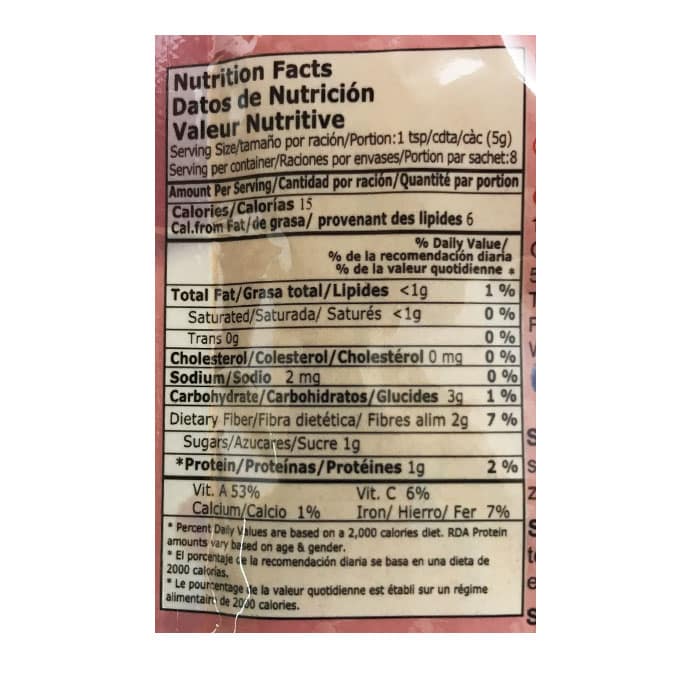 Nutrition Facts
Datos de Nutrición
Valeur Nutritive
Serving Size/tamaño por ración/Portion:1 tsp/cdta/càc (5g)
Serving per container/Raciones por envases/Portion par sachet:8
Amount Per Serving/Cantidad por ración/Quantité par portion
Calories/Calorías 15
Cal.from Fat/de grasa/ provenant des lipides 6
% Daily Value/
% de la recomendación diaria
% de la valeur quotidienne *
Total Fat/Grasa total/Lipides <1g 1 %
Saturated/Saturada/ Saturés <1g 0 %
Trans 0g 0 %
Cholesterol/Colesterol/Cholestérol 0 mg 0 %
Sodium/Sodio 2 mg 0 %
Carbohydrate/Carbohidratos/Glucides 3g 1 %
Dietary Fiber/Fibra dietética/ Fibres alim 2g 7 %
Sugars/Azucares/Sucre 1g
*Protein/Proteínas/Protéines 1g 2 %
Vit. A 53% Vit. C 6%
Calcium/Calcio 1% Iron/ Hierro/ Fer 7%
* Percent Daily Values are based on a 2,000 calories diet. RDA Protein
amounts vary based on age & gender.
* El porcentaje de la recomendación diaria se basa en una dieta de
2000 calorías.
* Le pourcentage de la valeur quotidienne est établi sur un régime
alimentaire de 2000 calories.